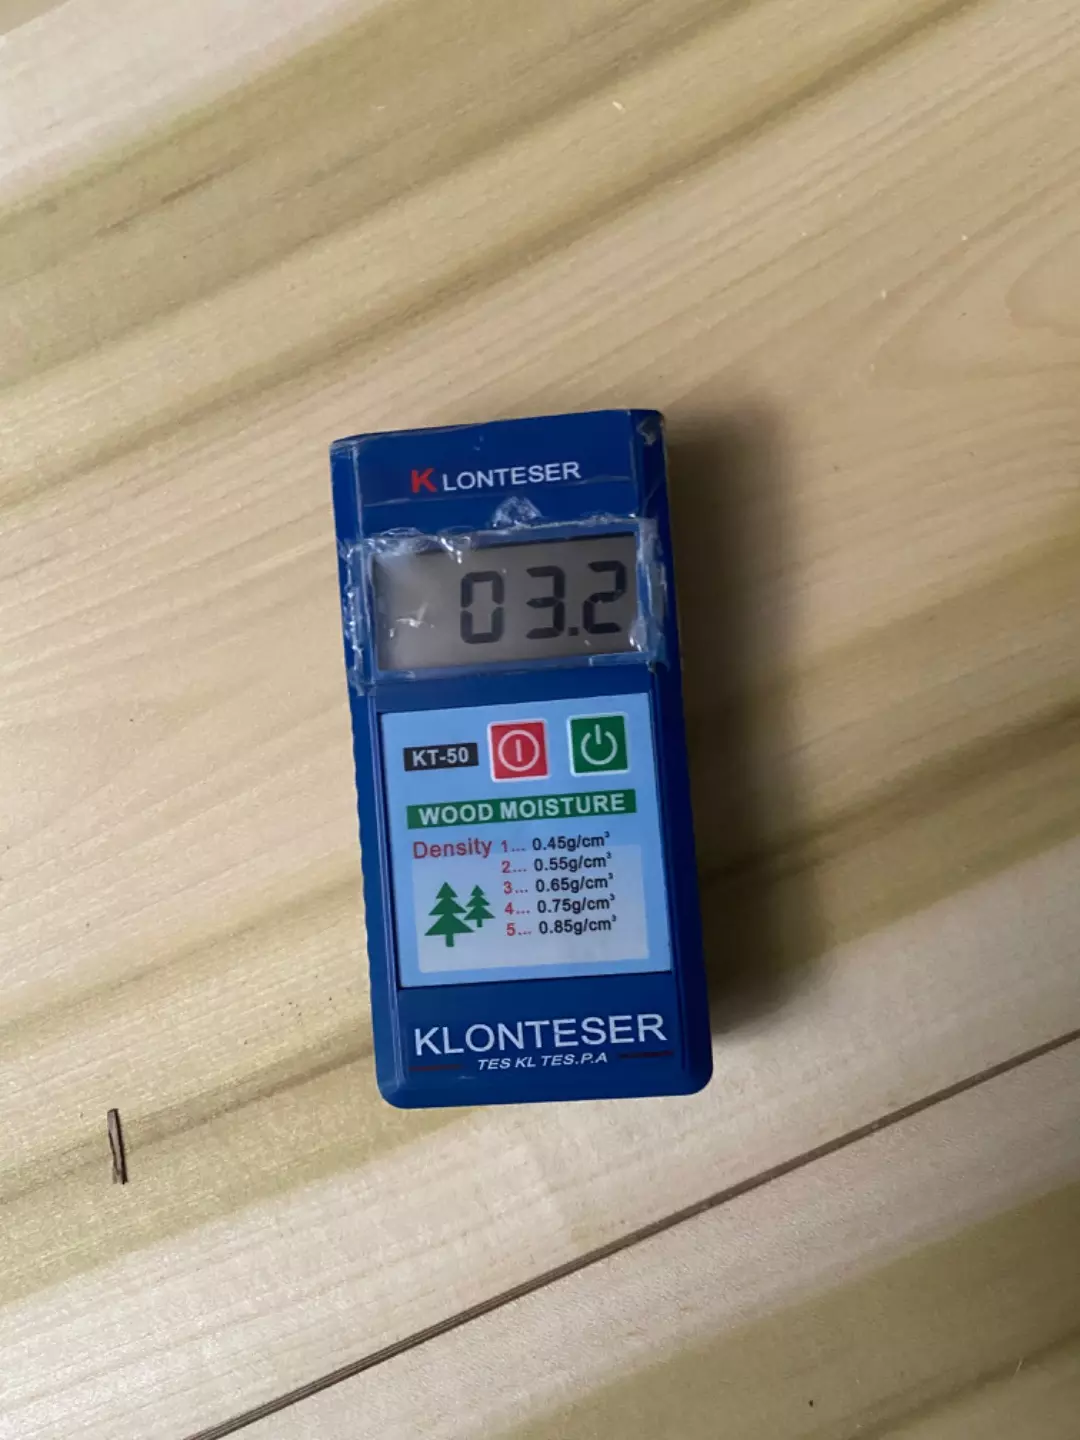 KLONTESER
03.2
KT-50
WOOD MOISTURE
Density 1... 0.45g/cm³
2... 0.55g/cm³
3... 0.65g/cm³
4... 0.75g/cm³
5... 0.85g/cm³
KLONTESER
TES KL TES.P.A